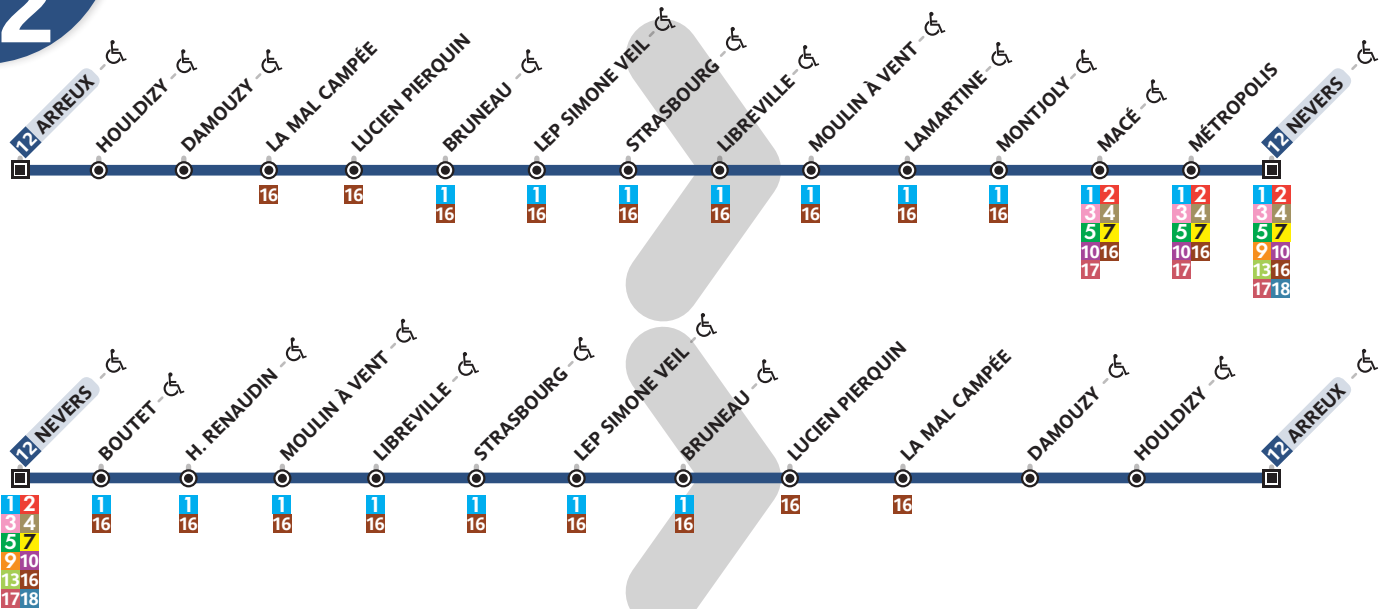 2
12 ARREUX
HOULDIZY
DAMOUZY
LA MAL CAMPÉE
LUCIEN PIERQUIN
BRUNEAU
LEP SIMONE VEIL
STRASBOURG
LIBREVILLE
MOULIN À VENT
LAMARTINE
MONTJOLY
MACÉ
MÉTROPOLIS
12 NEVERS
16
16
1
16
1
16
1
16
1
16
1
16
1
16
1
16
1 2
3 4
5 7
10 16
17
1 2
3 4
5 7
10 16
17
1 2
3 4
5 7
9 10
13 16
17 18
12 NEVERS
BOUTET
H. RENAUDIN
MOULIN À VENT
LIBREVILLE
STRASBOURG
LEP SIMONE VEIL
BRUNEAU
LUCIEN PIERQUIN
LA MAL CAMPÉE
DAMOUZY
HOULDIZY
12 ARREUX
1 2
3 4
5 7
9 10
13 16
17 18
1
16
1
16
1
16
1
16
1
16
1
16
1
16
16
16